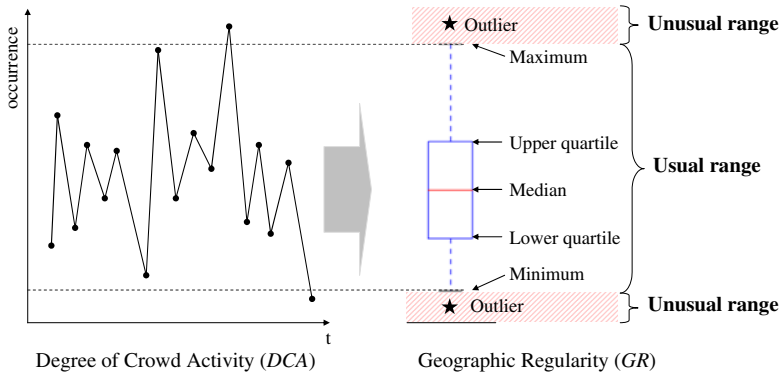 occurrence
t
Degree of Crowd Activity (DCA)
Outlier
Unusual range
Maximum
Upper quartile
Usual range
Median
Lower quartile
Minimum
Outlier
Unusual range
Geographic Regularity (GR)